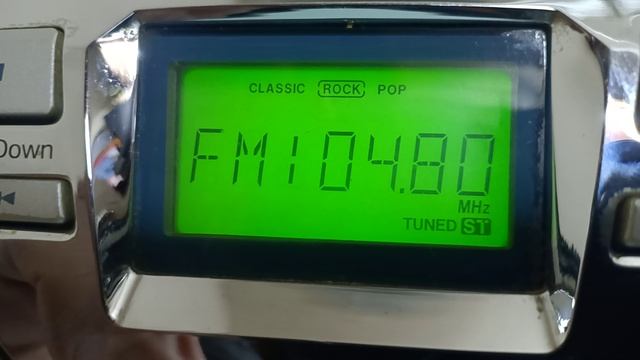 CLASSIC ROCK POP
Down
FM104.80
MHz
TUNED ST